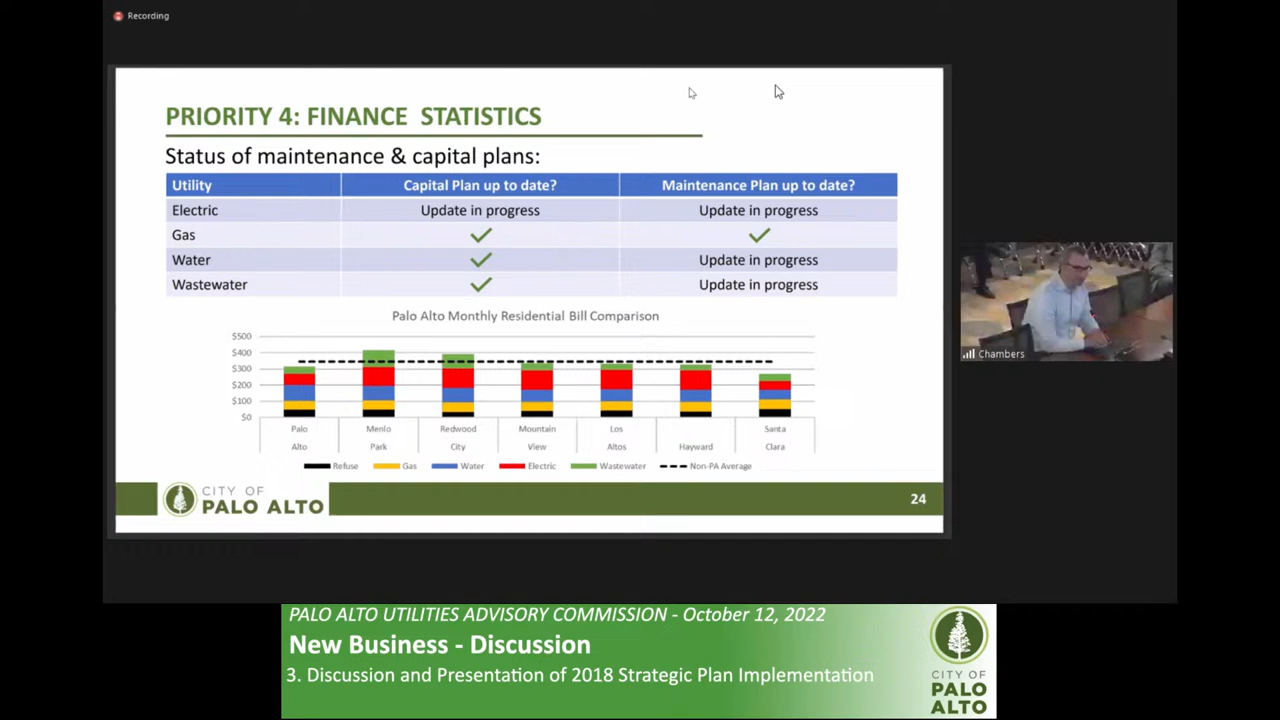 Recording
PRIORITY 4: FINANCE STATISTICS
Status of maintenance & capital plans:
Utility Capital Plan up to date? Maintenance Plan up to date?
Electric Update in progress Update in progress
Gas ✓ ✓
Water ✓ Update in progress
Wastewater ✓ Update in progress
Palo Alto Monthly Residential Bill Comparison
$500
$400
$300
$200
$100
$0
Palo Menlo Redwood Mountain Los Santa
Alto Park City View Altos Hayward Clara
Refuse Gas Water Electric Wastewater Non-PA Average
CITY OF
PALO ALTO
24
Chambers
PALO ALTO UTILITIES ADVISORY COMMISSION - October 12, 2022
New Business - Discussion
3. Discussion and Presentation of 2018 Strategic Plan Implementation
CITY OF
PALO
ALTO